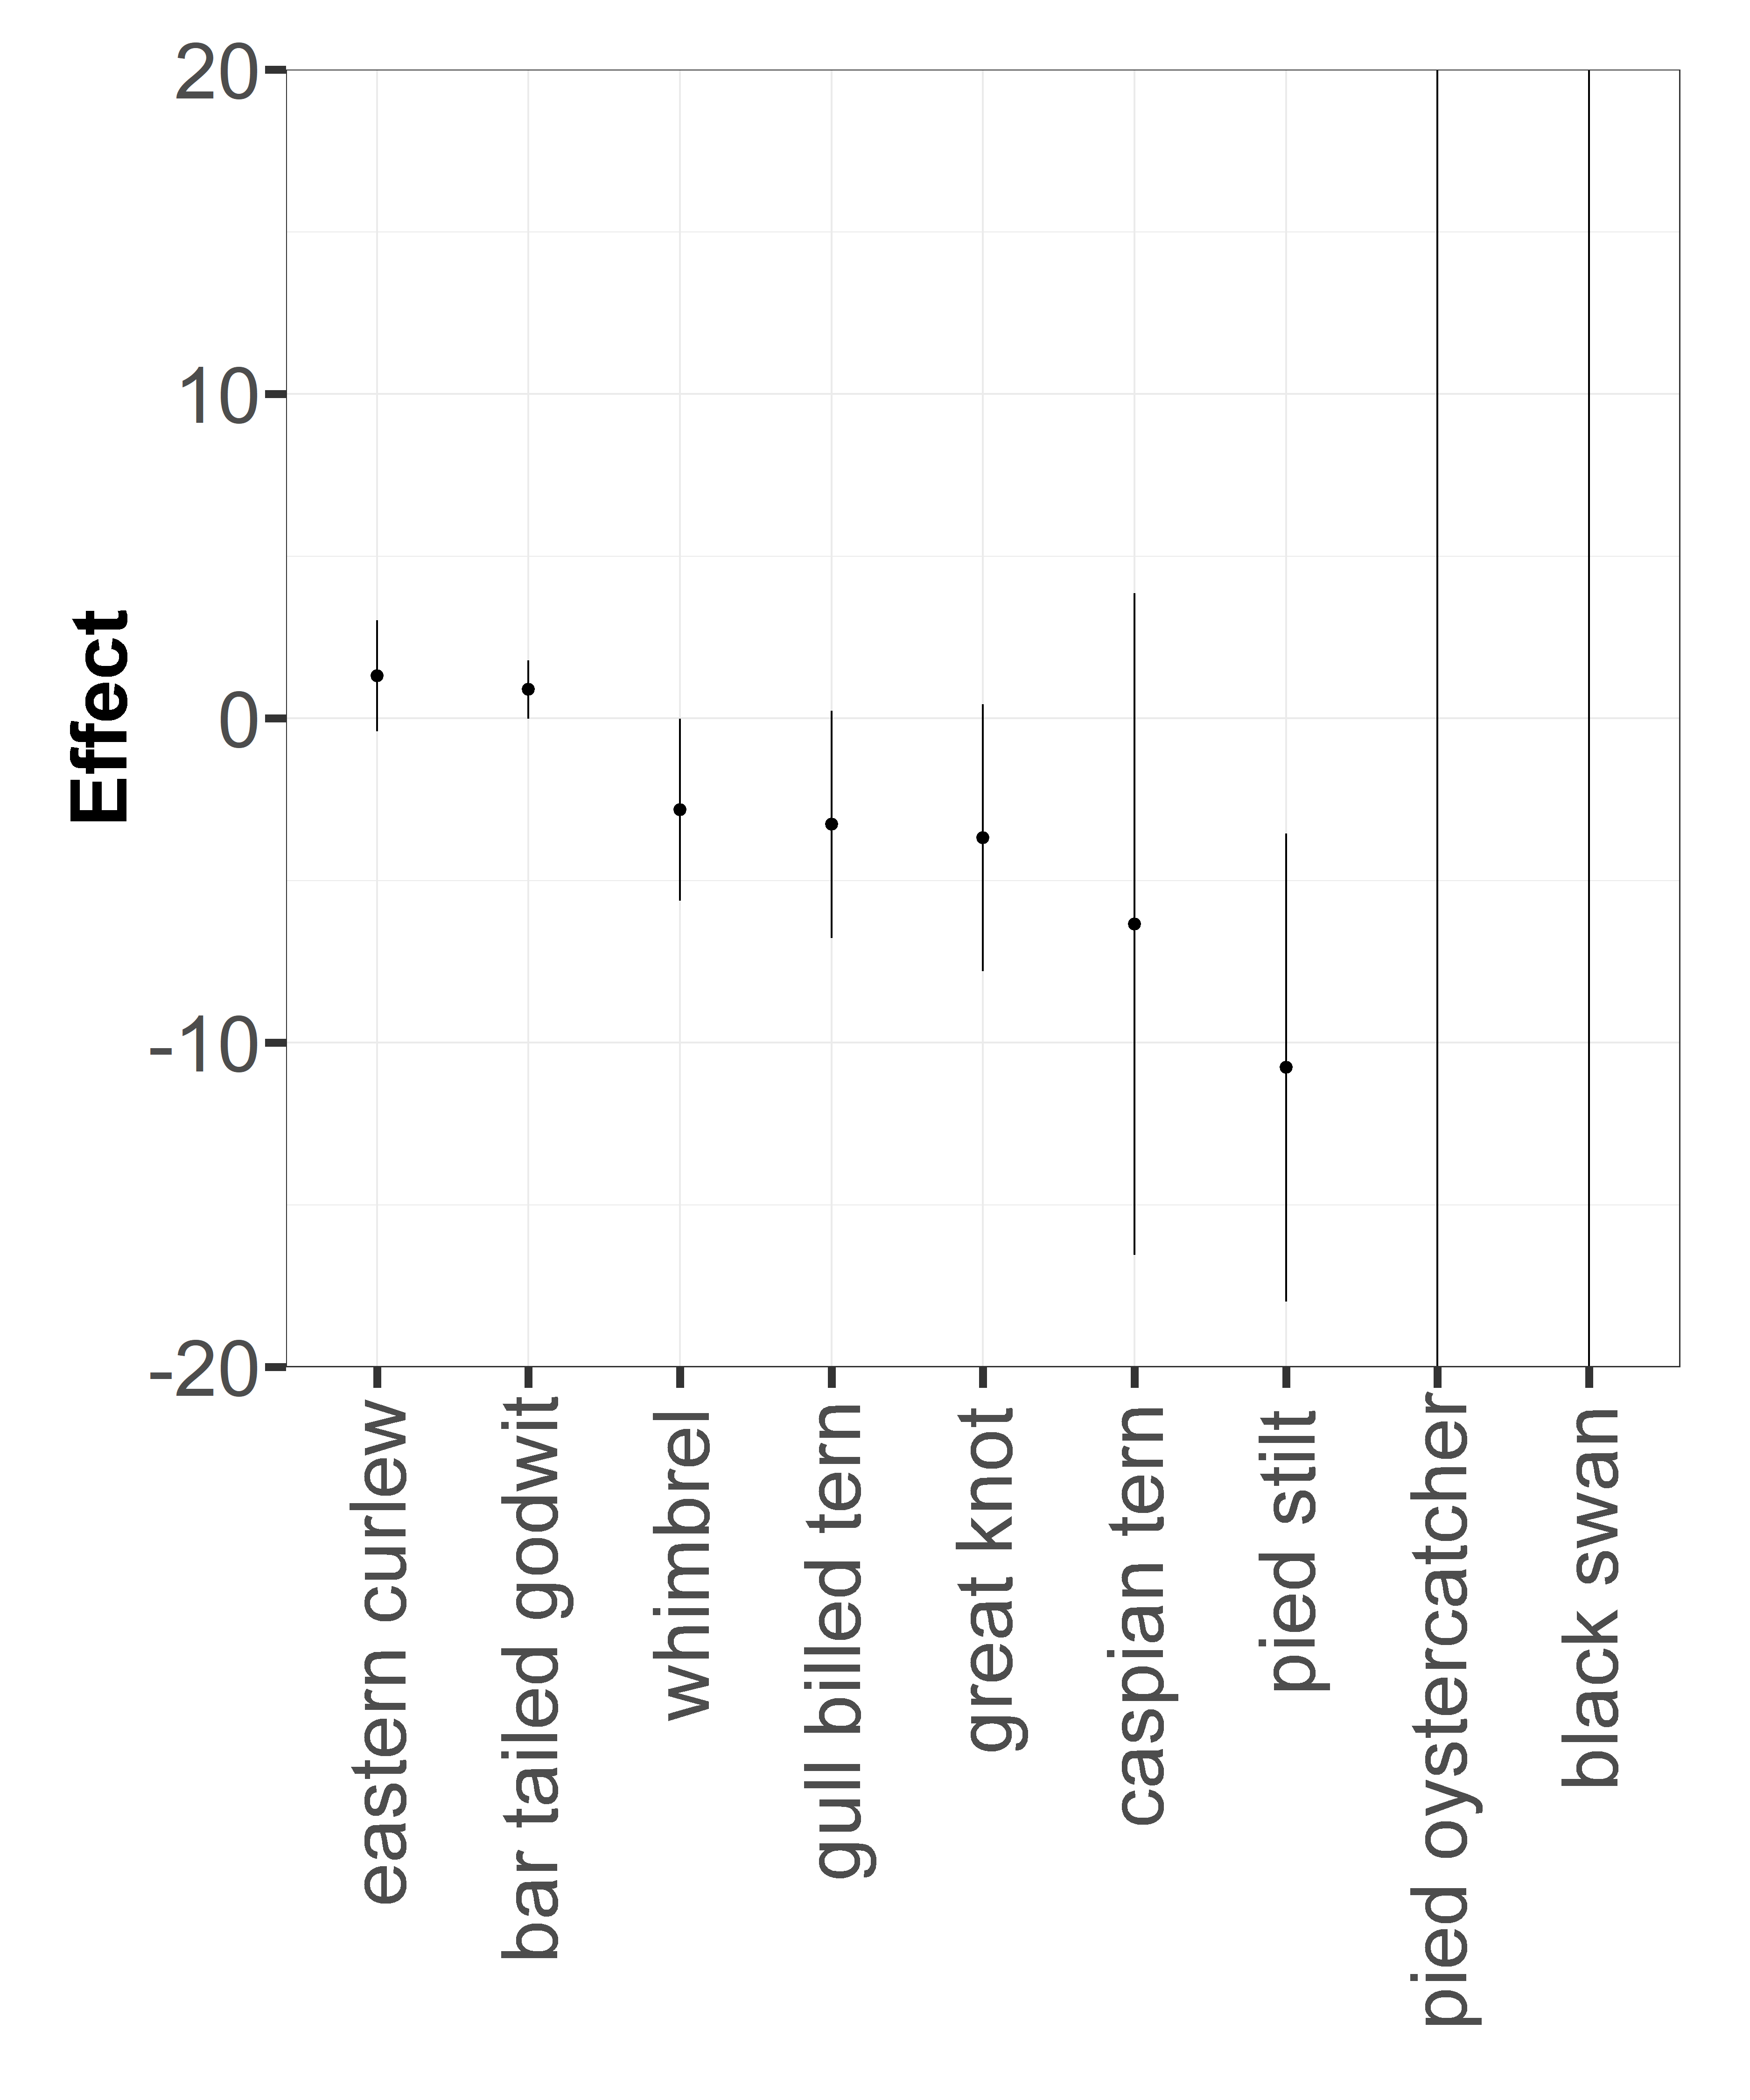 20
10
0
-10
-20
Effect
eastern curlew
bar tailed godwit
whimbrel
gull billed tern
great knot
caspian tern
pied stilt
pied oystercatcher
black swan